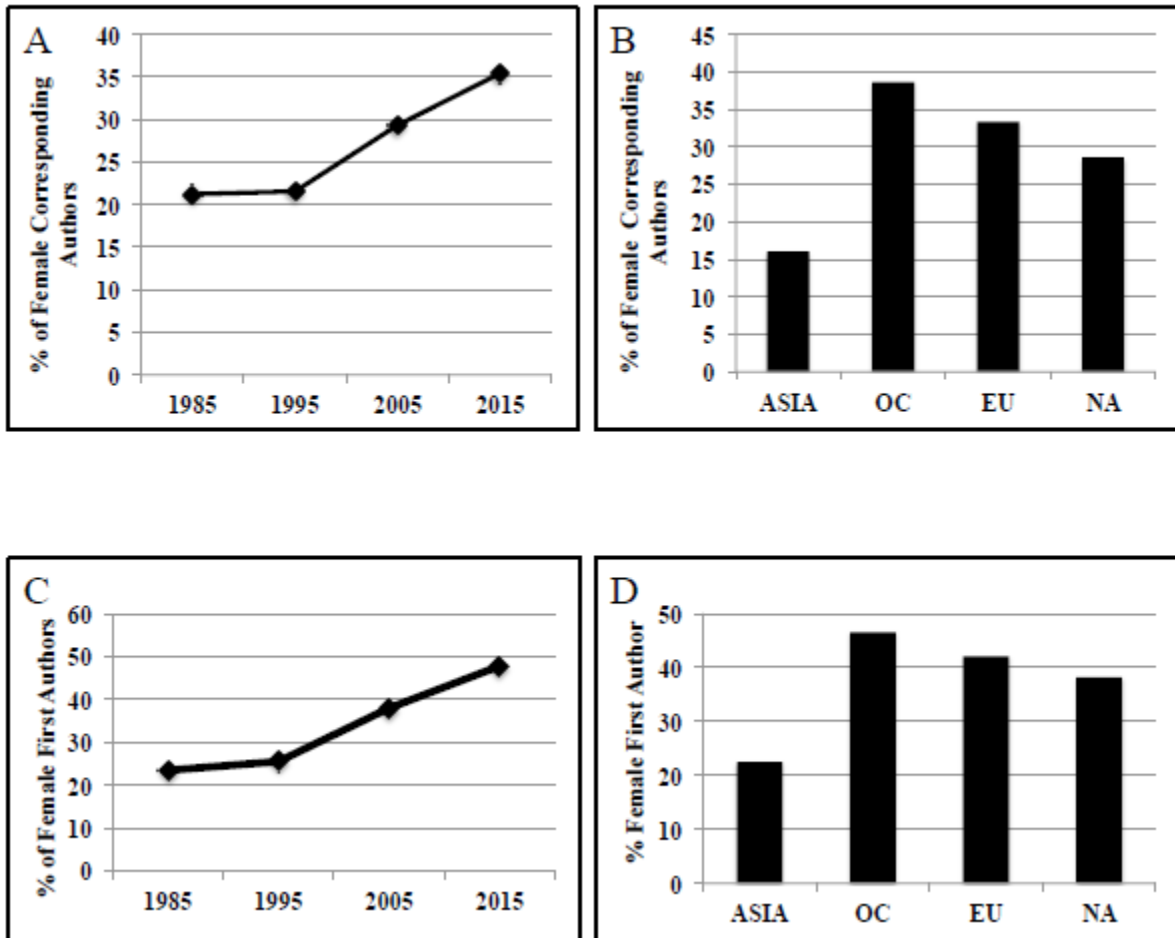 A
% of Female Corresponding
Authors
40
35
30
25
20
15
10
5
0
1985 1995 2005 2015
B
% of Female Corresponding
Authors
45
40
35
30
25
20
15
10
5
0
ASIA OC EU NA
C
% of Female First Authors
60
50
40
30
20
10
0
1985 1995 2005 2015
D
% Female First Author
50
40
30
20
10
0
ASIA OC EU NA